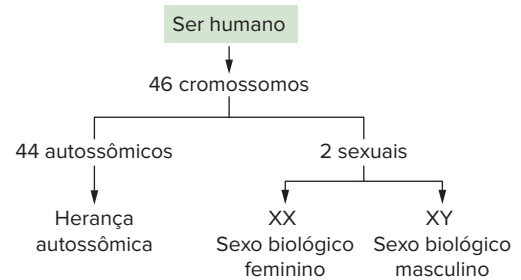 Ser humano
46 cromossomos
44 autossômicos
2 sexuais
Herança
autossômica
XX
Sexo biológico
feminino
XY
Sexo biológico
masculino